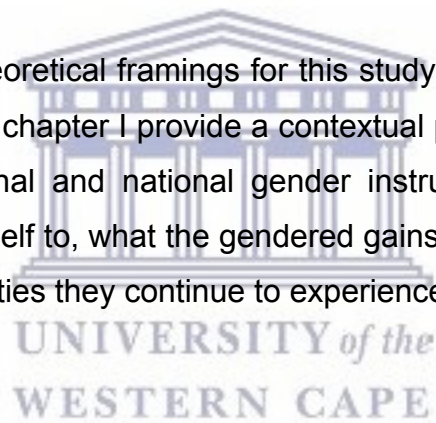 eoretical framings for this study
chapter I provide a contextual p
nal and national gender instru
elf to, what the gendered gains
ties they continue to experience
UNIVERSITY of the
WESTERN CAPE